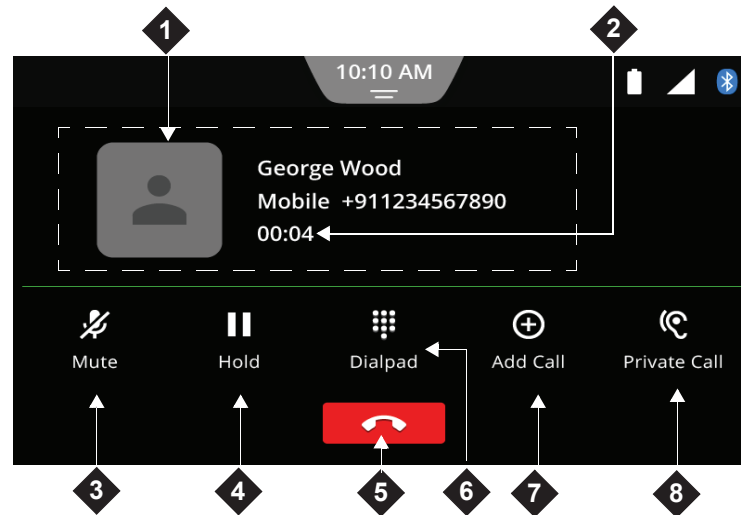 1 2
10:10 AM
George Wood
Mobile +911234567890
00:04
Mute Hold Dialpad Add Call Private Call
3 4 5 6 7 8